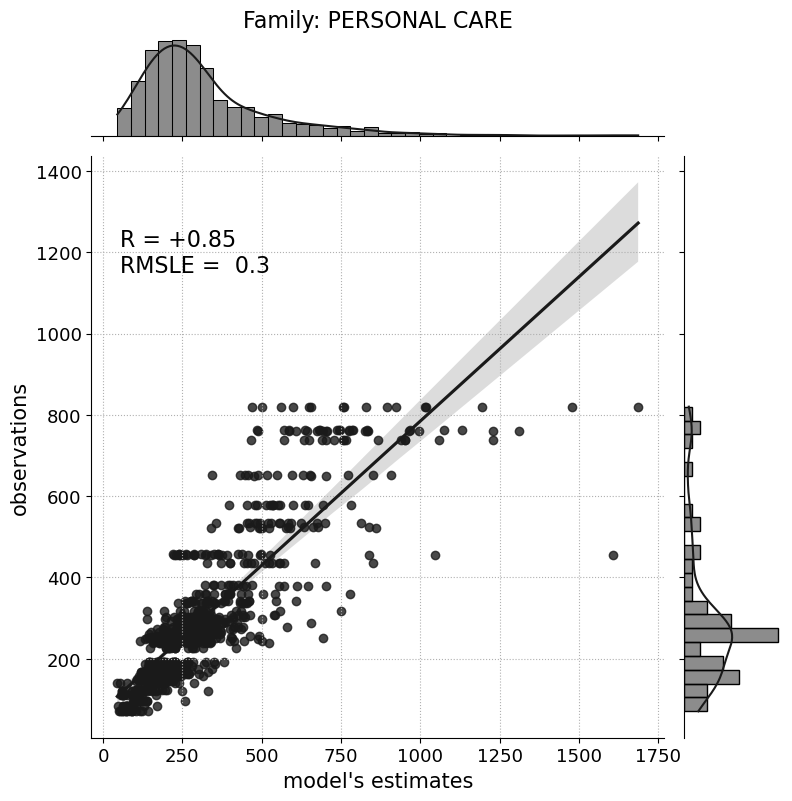 Family: PERSONAL CARE
R = +0.85
RMSLE =  0.3
1400
1200
1000
800
600
400
200
observations
0 250 500 750 1000 1250 1500 1750
model's estimates